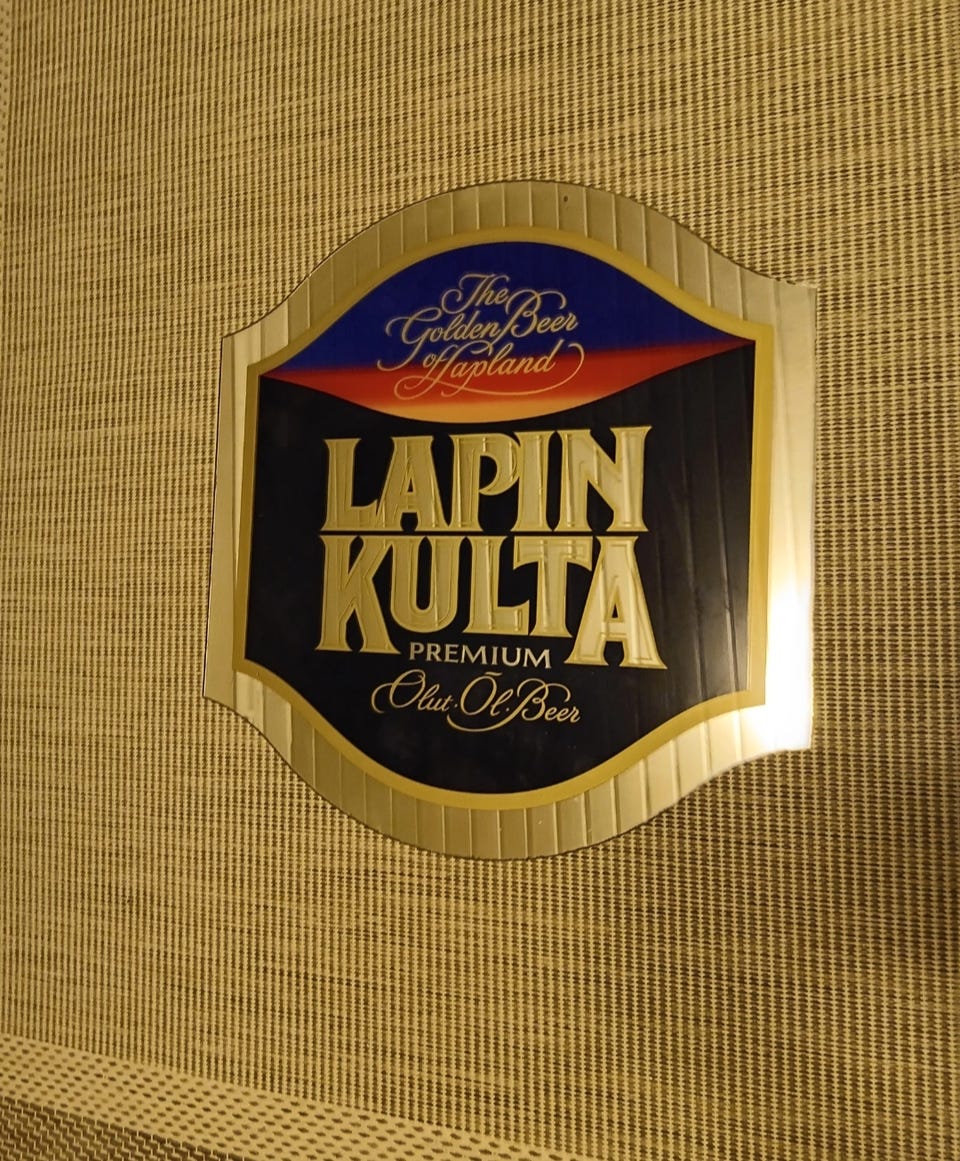 The
Golden Beer
of Lapland
LAPIN
KULTA
PREMIUM
Olut·Öl·Beer